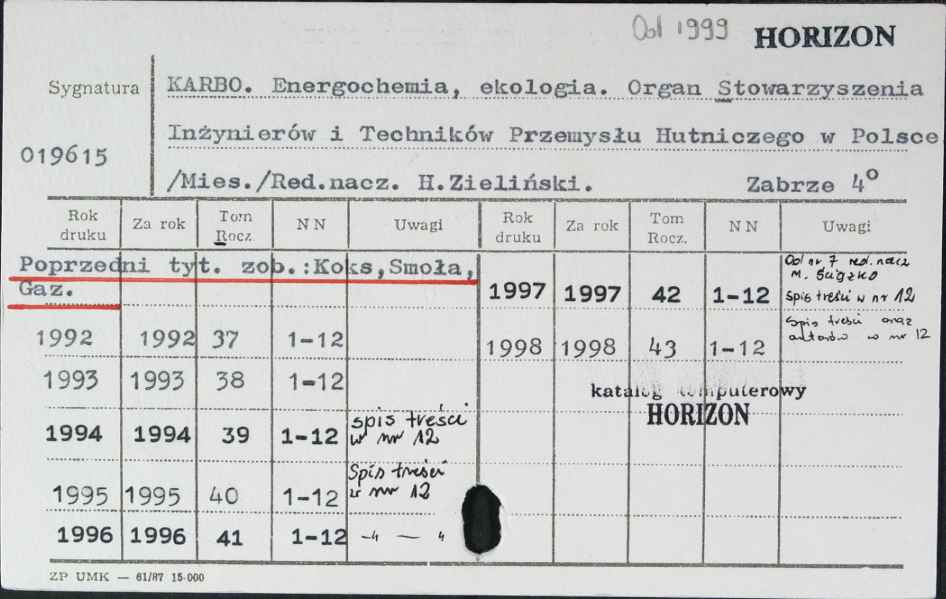 Od 1999 HORIZON
Sygnatura
019615
KARBO. Energochemia, ekologia. Organ Stowarzyszenia
Inżynierów i Techników Przemysłu Hutniczego w Polsce
/Mies./Red.nacz. H.Zieliński. Zabrze 4°
Rok druku Za rok Tom Rocz. NN Uwagi Rok druku Za rok Tom Rocz. NN Uwagi
Poprzedni tyt. zob.:Koks,Smoła,
Gaz.
1992 1992 37 1-12
1993 1993 38 1-12
1994 1994 39 1-12 spis treści
w nr 12
1995 1995 40 1-12 Spis treści
w nr 12
1996 1996 41 1-12 -"- — "
Od nr 7 red. nacz
M. Ściążko
1997 1997 42 1-12 spis treści w nr 12
1998 1998 43 1-12 spis treści oraz
autorów w nr 12
katalog komputerowy
HORIZON
ZP UMK — 61/87 15-000